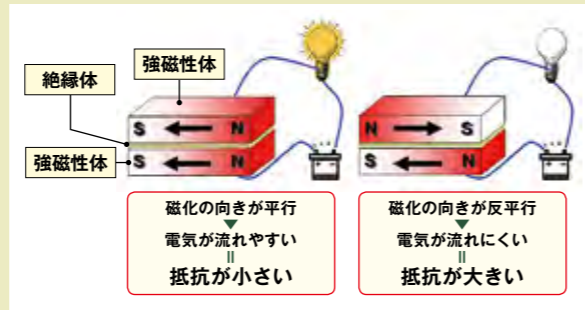 強磁性体
絶縁体
強磁性体
S N
S N
N S
S N
磁化の向きが平行
電気が流れやすい
抵抗が小さい
磁化の向きが反平行
電気が流れにくい
抵抗が大きい